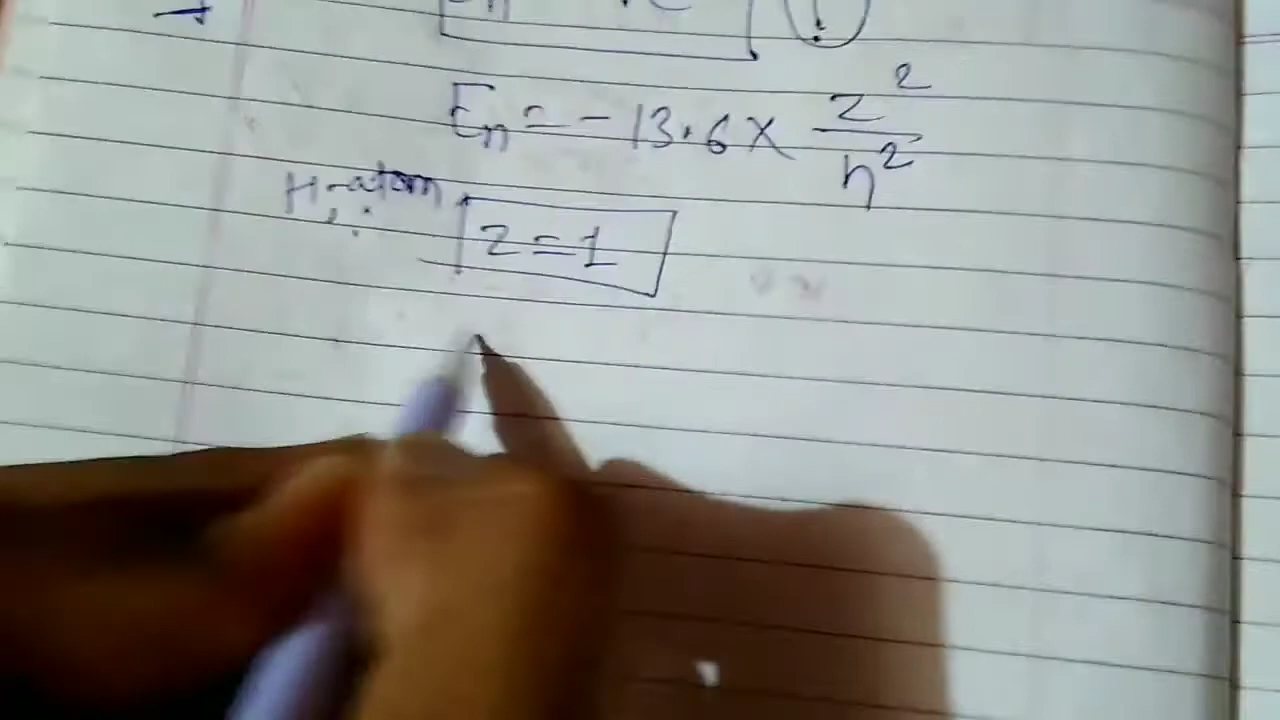 En = - 13.6 X Z²/n²
H-atom
Z = 1